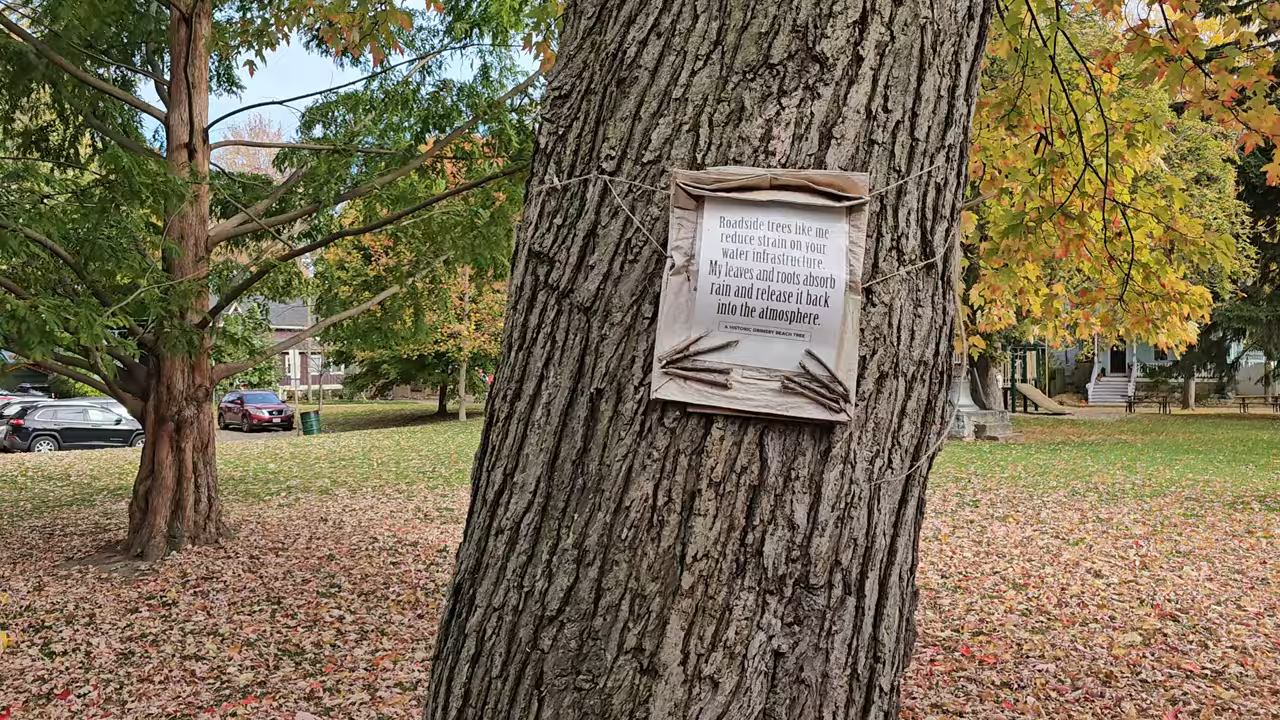 Roadside trees like me
reduce strain on your
water infrastructure.
My leaves and roots absorb
rain and release it back
into the atmosphere.
A HISTORIC ORMSBY BEACH TREE